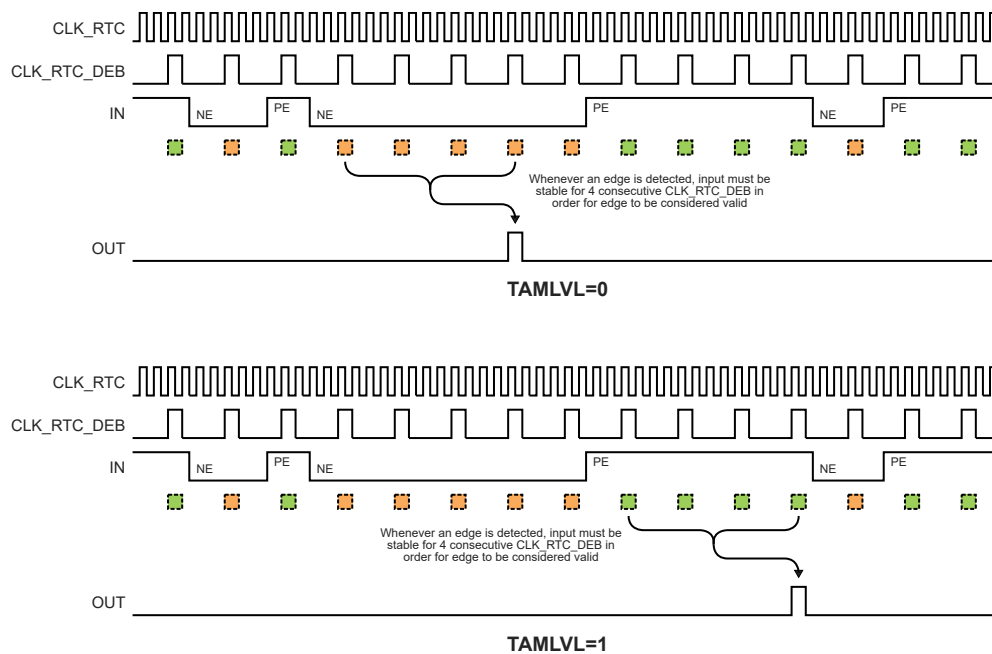 CLK_RTC
CLK_RTC_DEB
IN
NE
PE
NE
PE
NE
PE
Whenever an edge is detected, input must be
stable for 4 consecutive CLK_RTC_DEB in
order for edge to be considered valid
OUT
TAMLVL=0
CLK_RTC
CLK_RTC_DEB
IN
NE
PE
NE
PE
NE
PE
Whenever an edge is detected, input must be
stable for 4 consecutive CLK_RTC_DEB in
order for edge to be considered valid
OUT
TAMLVL=1